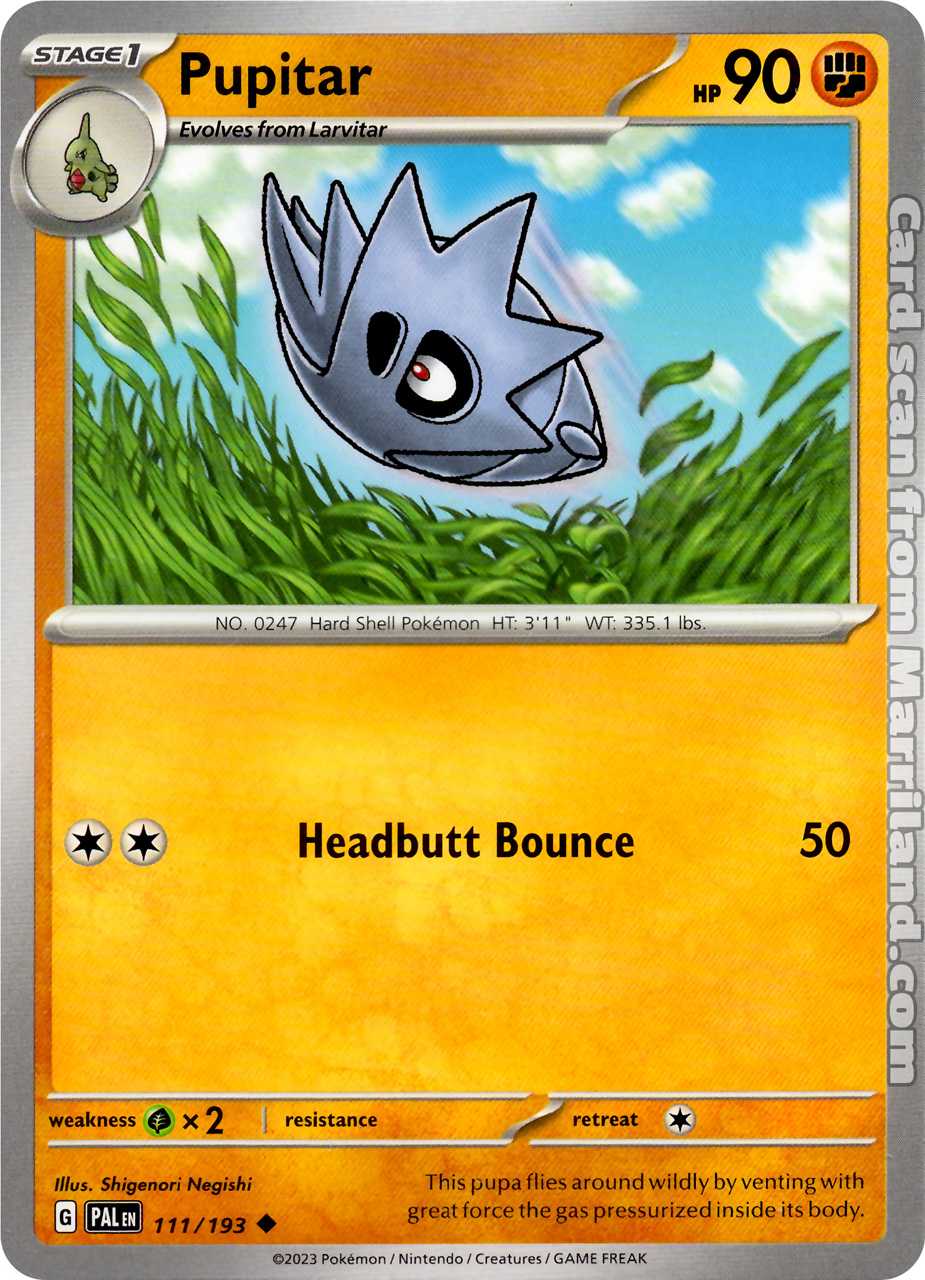 STAGE 1
Pupitar
HP 90
Evolves from Larvitar
NO. 0247 Hard Shell Pokémon HT: 3'11" WT: 335.1 lbs.
Headbutt Bounce 50
weakness ×2 resistance retreat
Illus. Shigenori Negishi
This pupa flies around wildly by venting with
great force the gas pressurized inside its body.
G PAL EN 111/193
©2023 Pokémon / Nintendo / Creatures / GAME FREAK
Card scan from Marriland.com